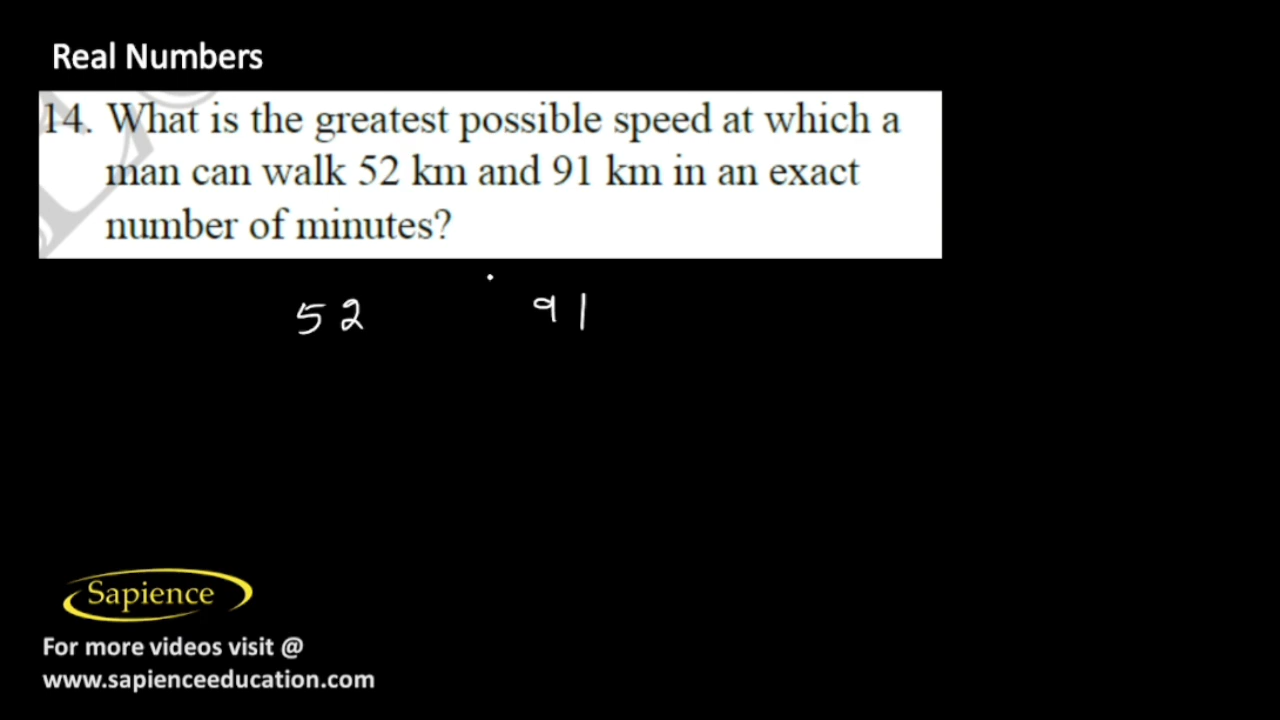 Real Numbers
14. What is the greatest possible speed at which a
man can walk 52 km and 91 km in an exact
number of minutes?
52 91
Sapience
For more videos visit @
www.sapienceeducation.com